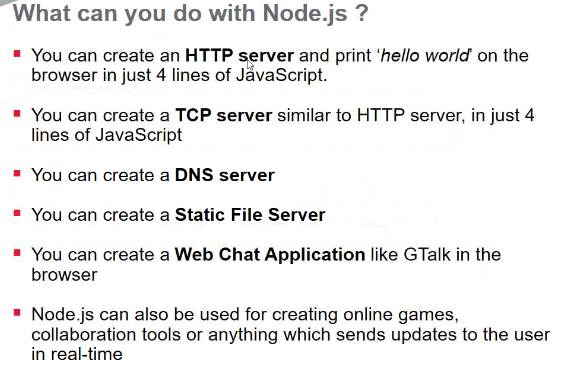 What can you do with Node.js ?
▪ You can create an HTTP server and print ‘hello world’ on the
browser in just 4 lines of JavaScript.
▪ You can create a TCP server similar to HTTP server, in just 4
lines of JavaScript
▪ You can create a DNS server
▪ You can create a Static File Server
▪ You can create a Web Chat Application like GTalk in the
browser
▪ Node.js can also be used for creating online games,
collaboration tools or anything which sends updates to the user
in real-time